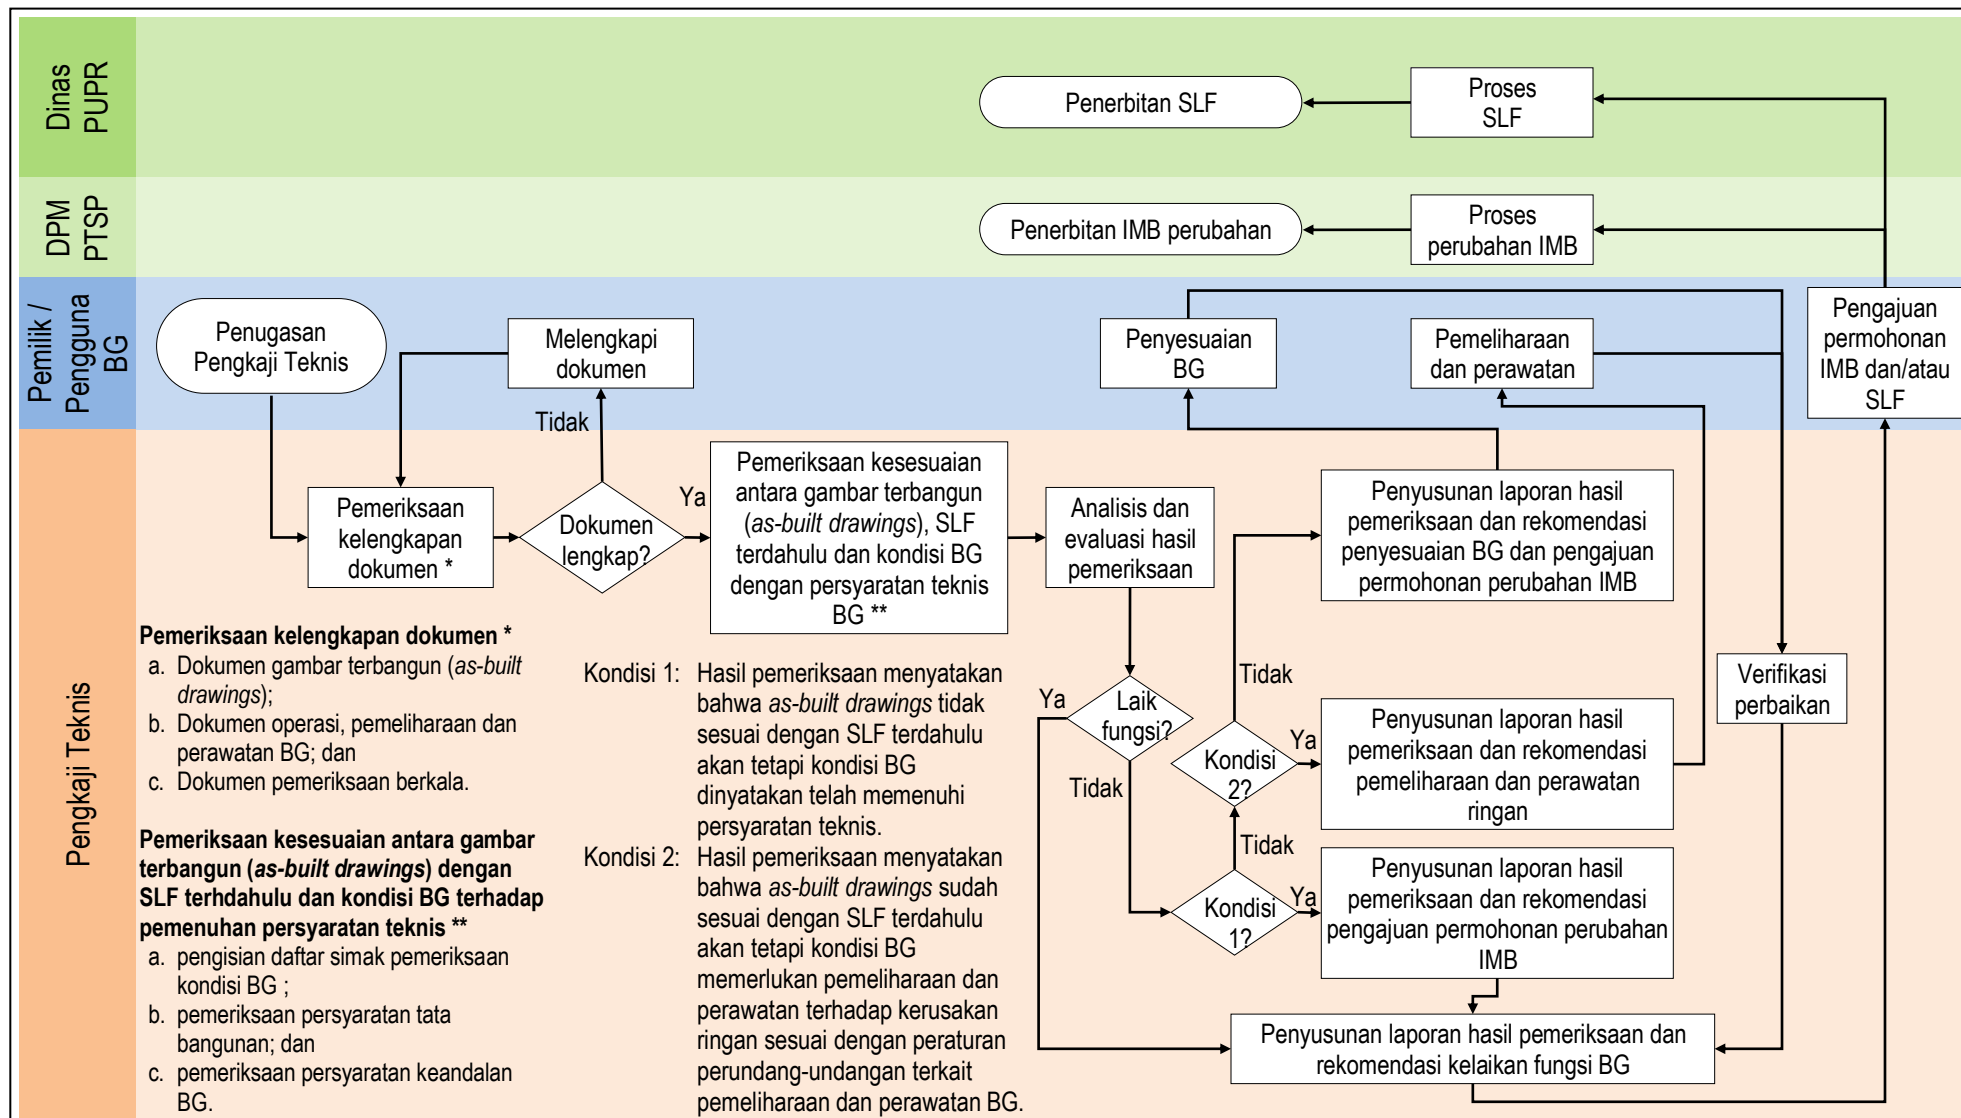 Dinas
PUPR
Penerbitan SLF
Proses
SLF
DPM
PTSP
Penerbitan IMB perubahan
Proses
perubahan IMB
Pemilik /
Pengguna
BG
Penugasan
Pengkaji Teknis
Melengkapi
dokumen
Penyesuaian
BG
Pemeliharaan
dan perawatan
Pengajuan
permohonan
IMB dan/atau
SLF
Tidak
Pengkaji Teknis
Pemeriksaan
kelengkapan
dokumen *
Dokumen
lengkap?
Ya
Pemeriksaan kesesuaian
antara gambar terbangun
(as-built drawings), SLF
terdahulu dan kondisi BG
dengan persyaratan teknis
BG **
Analisis dan
evaluasi hasil
pemeriksaan
Penyusunan laporan hasil
pemeriksaan dan rekomendasi
penyesuaian BG dan pengajuan
permohonan perubahan IMB
Tidak
Verifikasi
perbaikan
Ya
Laik
fungsi?
Tidak
Kondisi
2?
Ya
Penyusunan laporan hasil
pemeriksaan dan rekomendasi
pemeliharaan dan perawatan
ringan
Tidak
Kondisi
1?
Ya
Penyusunan laporan hasil
pemeriksaan dan rekomendasi
pengajuan permohonan perubahan
IMB
Penyusunan laporan hasil pemeriksaan dan
rekomendasi kelaikan fungsi BG
Pemeriksaan kelengkapan dokumen *
a. Dokumen gambar terbangun (as-built
drawings);
b. Dokumen operasi, pemeliharaan dan
perawatan BG; dan
c. Dokumen pemeriksaan berkala.
Pemeriksaan kesesuaian antara gambar
terbangun (as-built drawings) dengan
SLF terhdahulu dan kondisi BG terhadap
pemenuhan persyaratan teknis **
a. pengisian daftar simak pemeriksaan
kondisi BG ;
b. pemeriksaan persyaratan tata
bangunan; dan
c. pemeriksaan persyaratan keandalan
BG.
Kondisi 1: Hasil pemeriksaan menyatakan
bahwa as-built drawings tidak
sesuai dengan SLF terdahulu
akan tetapi kondisi BG
dinyatakan telah memenuhi
persyaratan teknis.
Kondisi 2: Hasil pemeriksaan menyatakan
bahwa as-built drawings sudah
sesuai dengan SLF terdahulu
akan tetapi kondisi BG
memerlukan pemeliharaan dan
perawatan terhadap kerusakan
ringan sesuai dengan peraturan
perundang-undangan terkait
pemeliharaan dan perawatan BG.